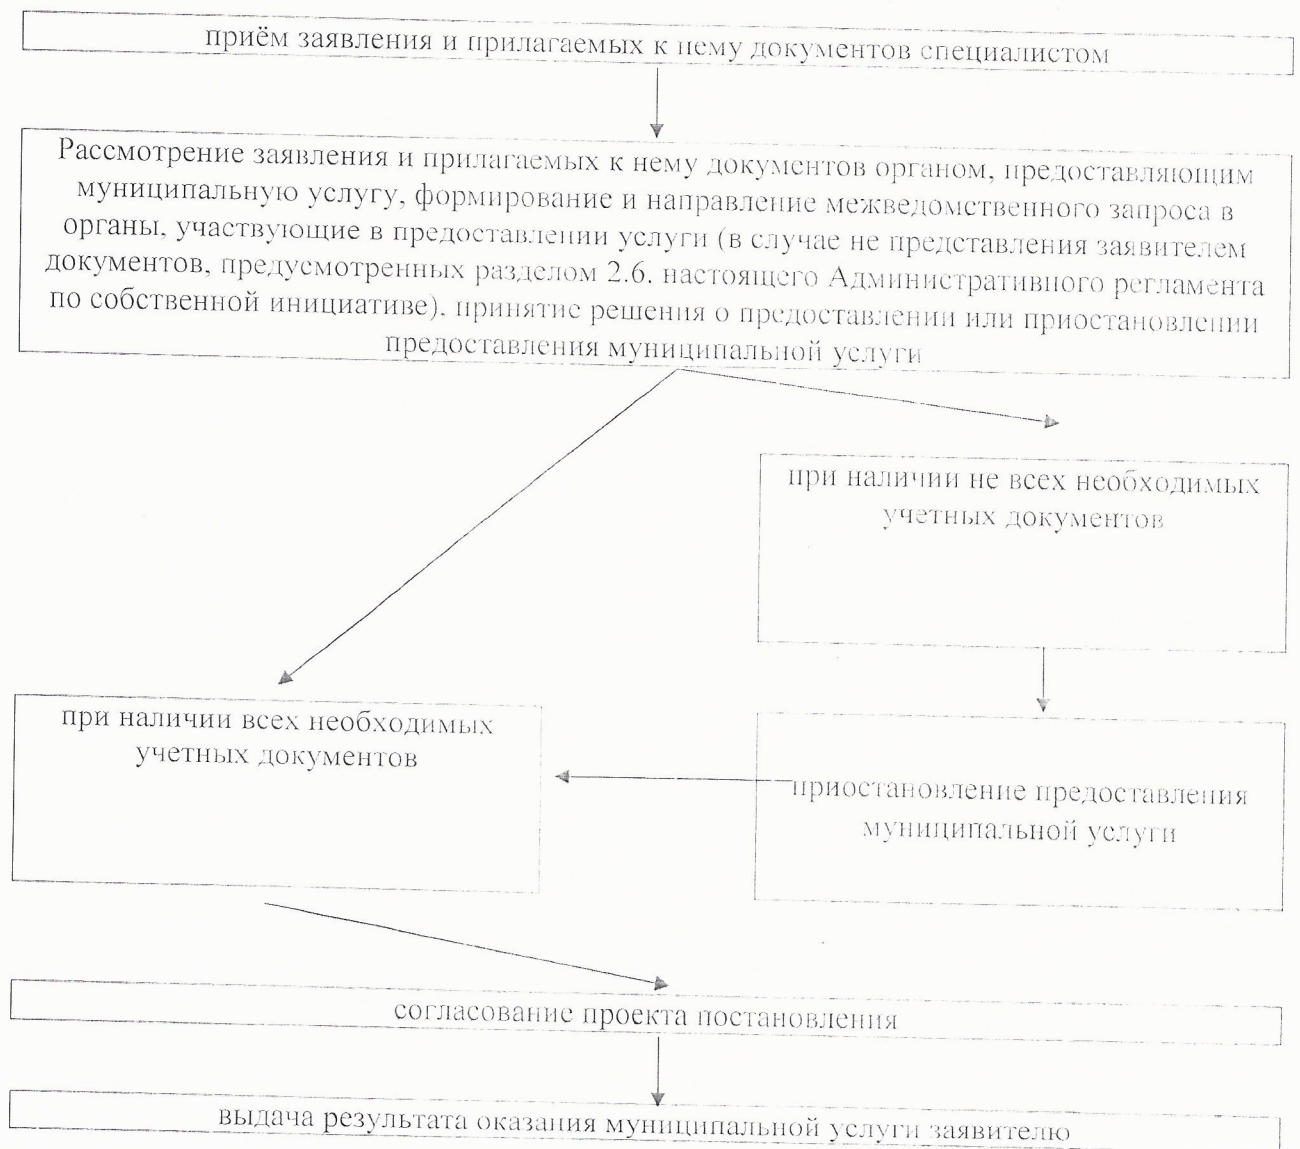 приём заявления и прилагаемых к нему документов специалистом
Рассмотрение заявления и прилагаемых к нему документов органом, предоставляющим
муниципальную услугу, формирование и направление межведомственного запроса в
органы, участвующие в предоставлении услуги (в случае не представления заявителем
документов, предусмотренных разделом 2.6. настоящего Административного регламента
по собственной инициативе), принятие решения о предоставлении или приостановлении
предоставления муниципальной услуги
при наличии не всех необходимых
учетных документов
при наличии всех необходимых
учетных документов
приостановление предоставления
муниципальной услуги
согласование проекта постановления
выдача результата оказания муниципальной услуги заявителю